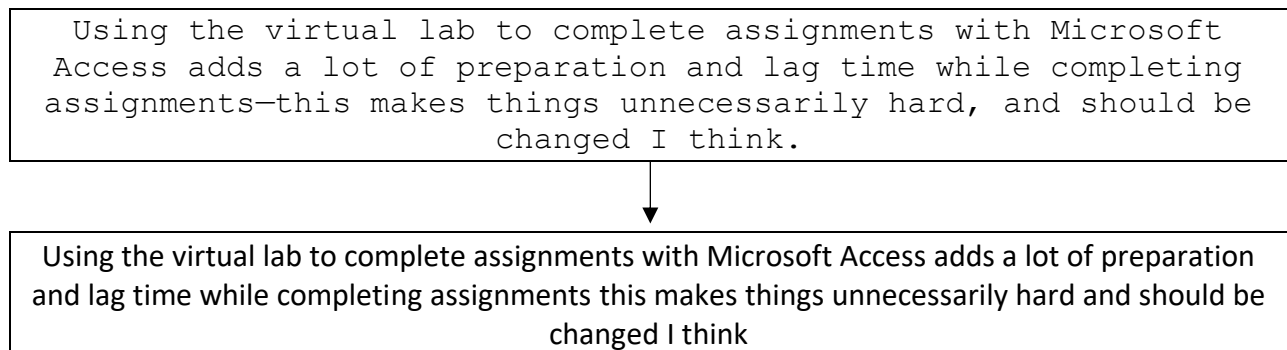 Using the virtual lab to complete assignments with Microsoft
Access adds a lot of preparation and lag time while completing
assignments—this makes things unnecessarily hard, and should be
changed I think.
Using the virtual lab to complete assignments with Microsoft Access adds a lot of preparation
and lag time while completing assignments this makes things unnecessarily hard and should be
changed I think